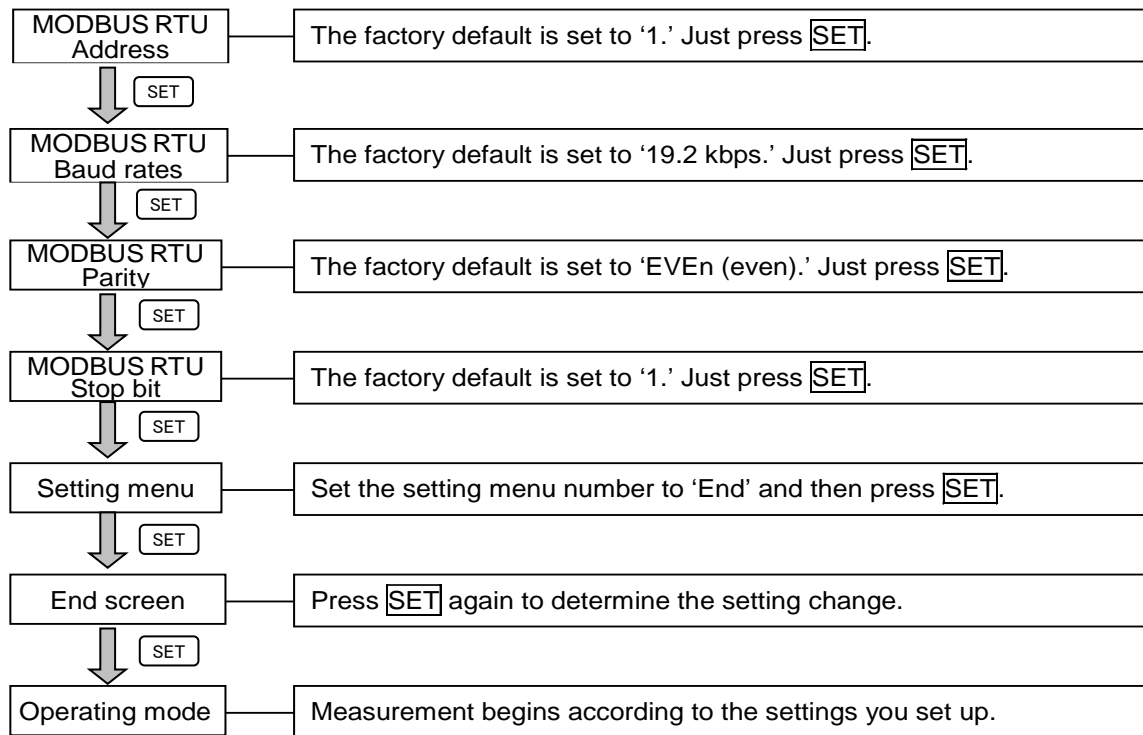 MODBUS RTU
Address
The factory default is set to ‘1.’ Just press SET.
SET
MODBUS RTU
Baud rates
The factory default is set to ‘19.2 kbps.’ Just press SET.
SET
MODBUS RTU
Parity
The factory default is set to ‘EVEn (even).’ Just press SET.
SET
MODBUS RTU
Stop bit
The factory default is set to ‘1.’ Just press SET.
SET
Setting menu
Set the setting menu number to ‘End’ and then press SET.
SET
End screen
Press SET again to determine the setting change.
SET
Operating mode
Measurement begins according to the settings you set up.